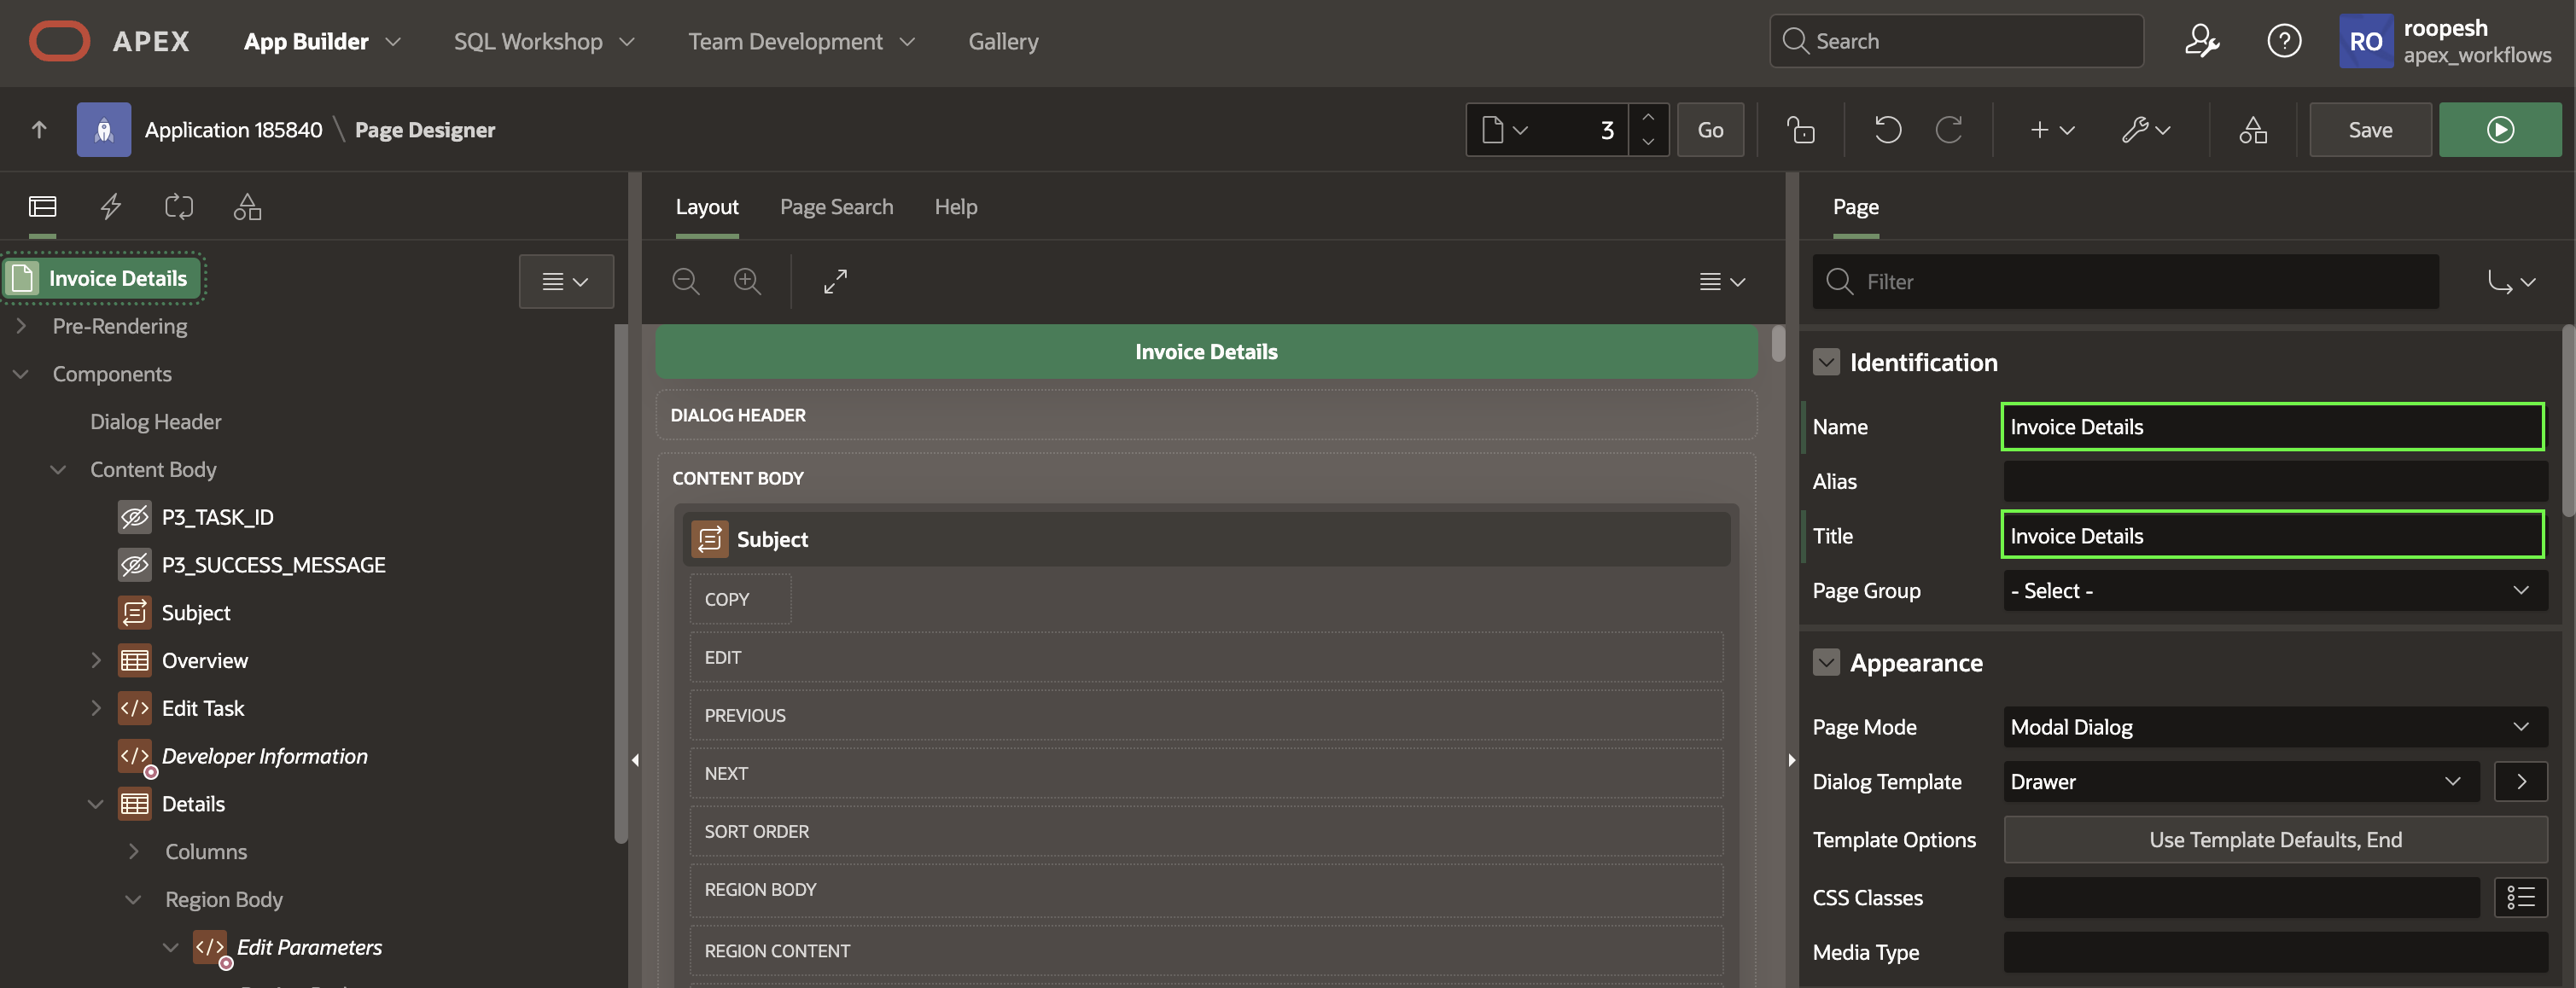 APEX App Builder SQL Workshop Team Development Gallery Search RO roopesh
apex_workflows
Application 185840 \ Page Designer 3 Go Save
Layout Page Search Help Page
Invoice Details Filter
Pre-Rendering
Components
Dialog Header
Content Body
P3_TASK_ID
P3_SUCCESS_MESSAGE
Subject
Overview
Edit Task
Developer Information
Details
Columns
Region Body
Edit Parameters
Invoice Details
DIALOG HEADER
CONTENT BODY
Subject
COPY
EDIT
PREVIOUS
NEXT
SORT ORDER
REGION BODY
REGION CONTENT
Identification
Name Invoice Details
Alias
Title Invoice Details
Page Group - Select -
Appearance
Page Mode Modal Dialog
Dialog Template Drawer
Template Options Use Template Defaults, End
CSS Classes
Media Type